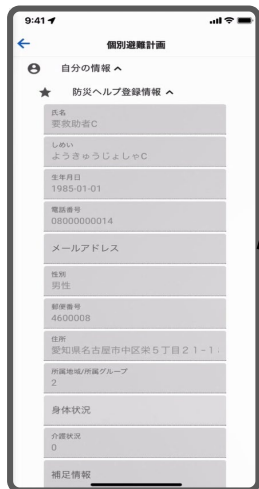 9:41
個別避難計画
自分の情報
防災ヘルプ登録情報
氏名
要救助者C
しめい
ようきゅうじょしゃC
生年月日
1985-01-01
電話番号
08000000014
メールアドレス
性別
男性
郵便番号
4600008
住所
愛知県名古屋市中区栄5丁目21-1
所属地域/所属グループ
2
身体状況
介護状況
0
補足情報